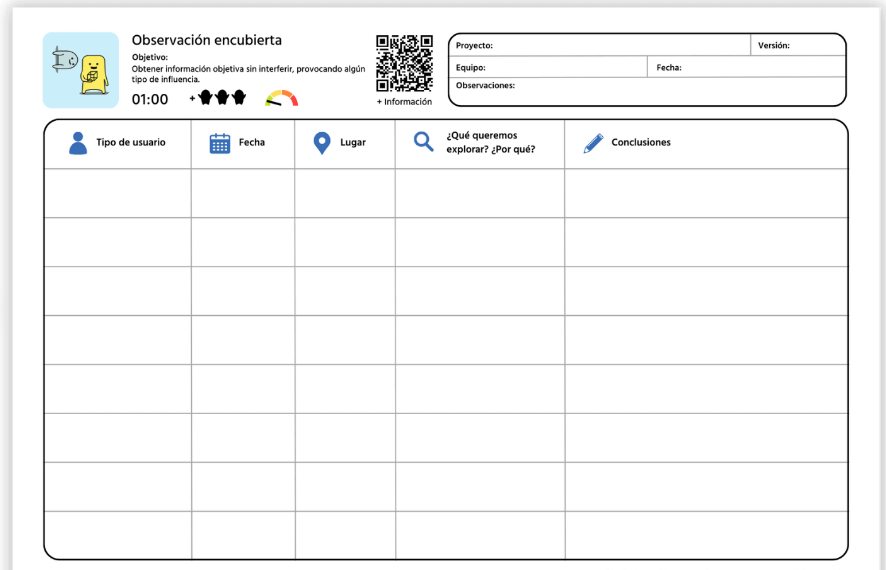 Observación encubierta
Objetivo:
Obtener información objetiva sin interferir, provocando algún
tipo de influencia.
01:00
+
+ Información
Proyecto:
Versión:
Equipo:
Fecha:
Observaciones:
Tipo de usuario
Fecha
Lugar
¿Qué queremos
explorar? ¿Por qué?
Conclusiones